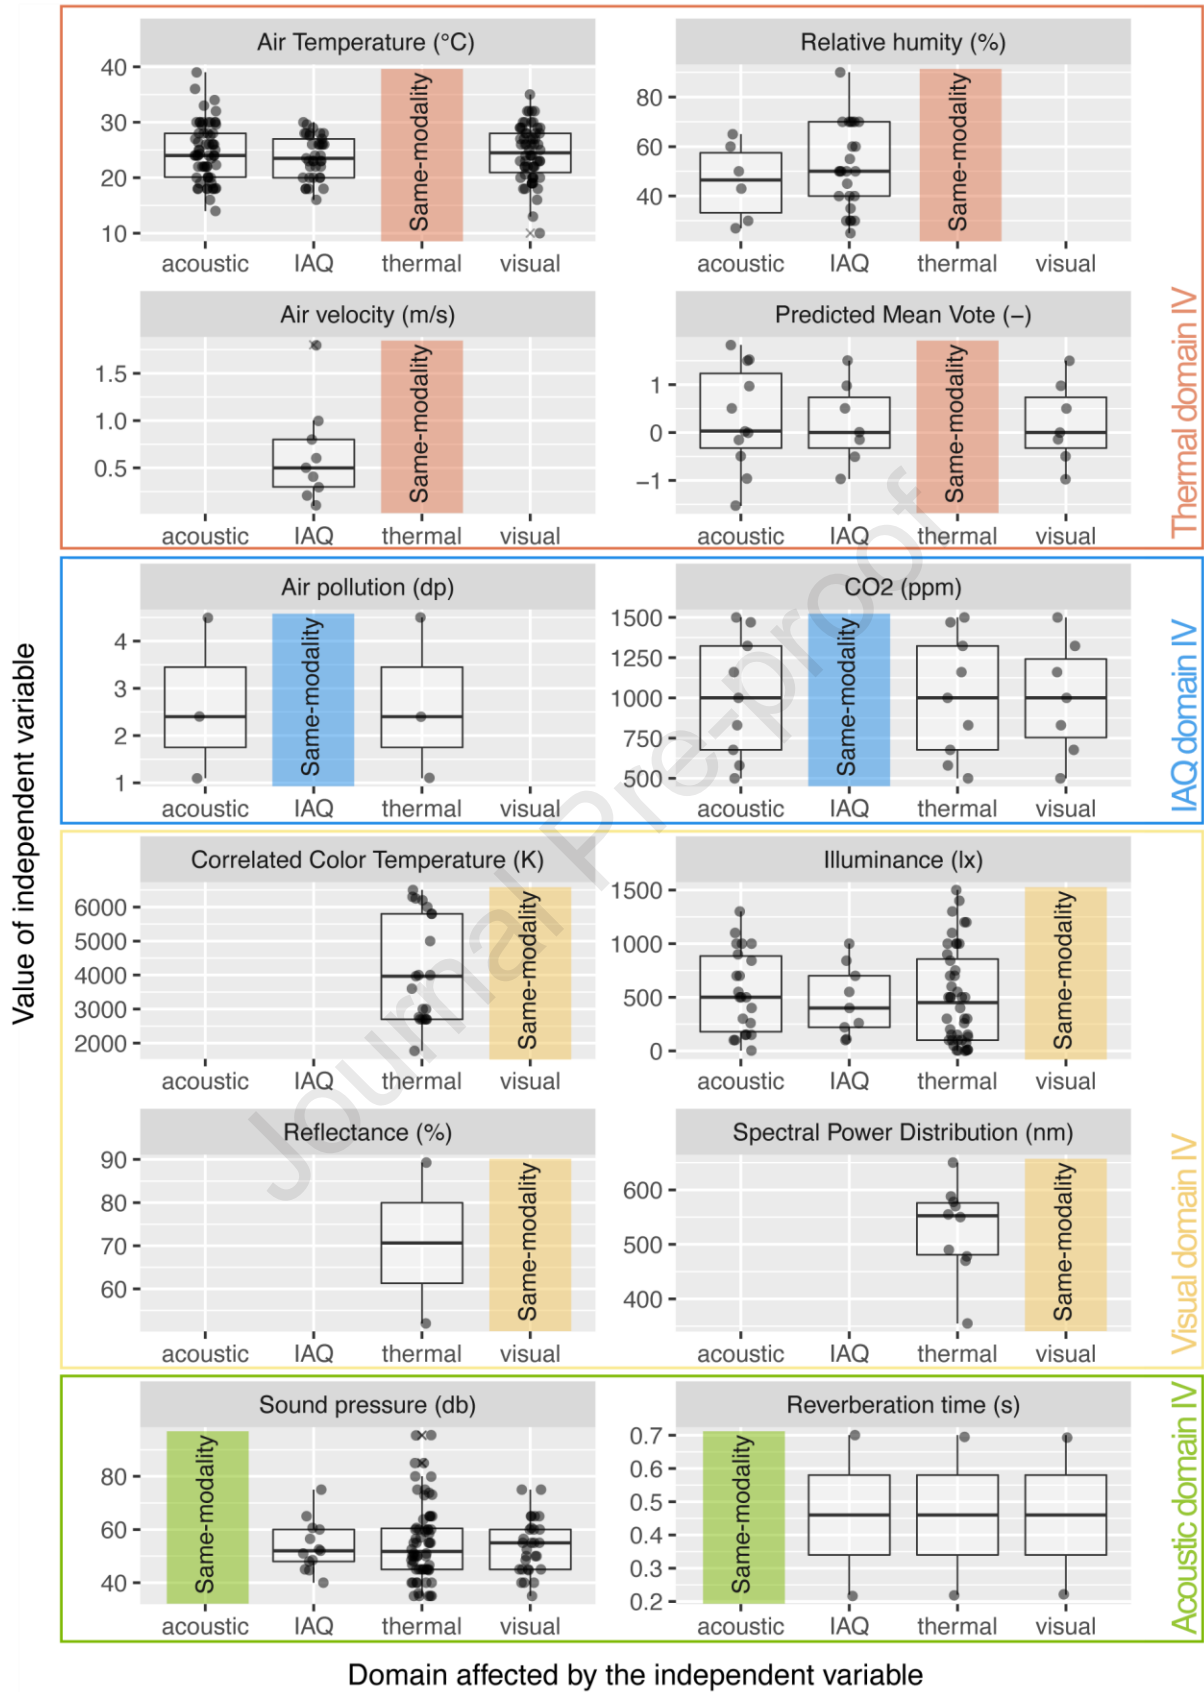 Air Temperature (°C)
40
30
20
10
Same-modality
acoustic IAQ thermal visual
Relative humity (%)
80
60
40
Same-modality
acoustic IAQ thermal visual
Air velocity (m/s)
1.5
1.0
0.5
Same-modality
acoustic IAQ thermal visual
Predicted Mean Vote (−)
1
0
−1
Same-modality
acoustic IAQ thermal visual
Thermal domain IV
Air pollution (dp)
4
3
2
1
Same-modality
acoustic IAQ thermal visual
CO2 (ppm)
1500
1250
1000
750
500
Same-modality
acoustic IAQ thermal visual
IAQ domain IV
Correlated Color Temperature (K)
6000
5000
4000
3000
2000
Same-modality
acoustic IAQ thermal visual
Illuminance (lx)
1500
1000
500
0
Same-modality
acoustic IAQ thermal visual
Reflectance (%)
90
80
70
60
Same-modality
acoustic IAQ thermal visual
Spectral Power Distribution (nm)
600
500
400
Same-modality
acoustic IAQ thermal visual
Visual domain IV
Sound pressure (db)
80
60
40
Same-modality
acoustic IAQ thermal visual
Reverberation time (s)
0.7
0.6
0.5
0.4
0.3
0.2
Same-modality
acoustic IAQ thermal visual
Acoustic domain IV
Value of independent variable
Domain affected by the independent variable
Journal Pre-proof